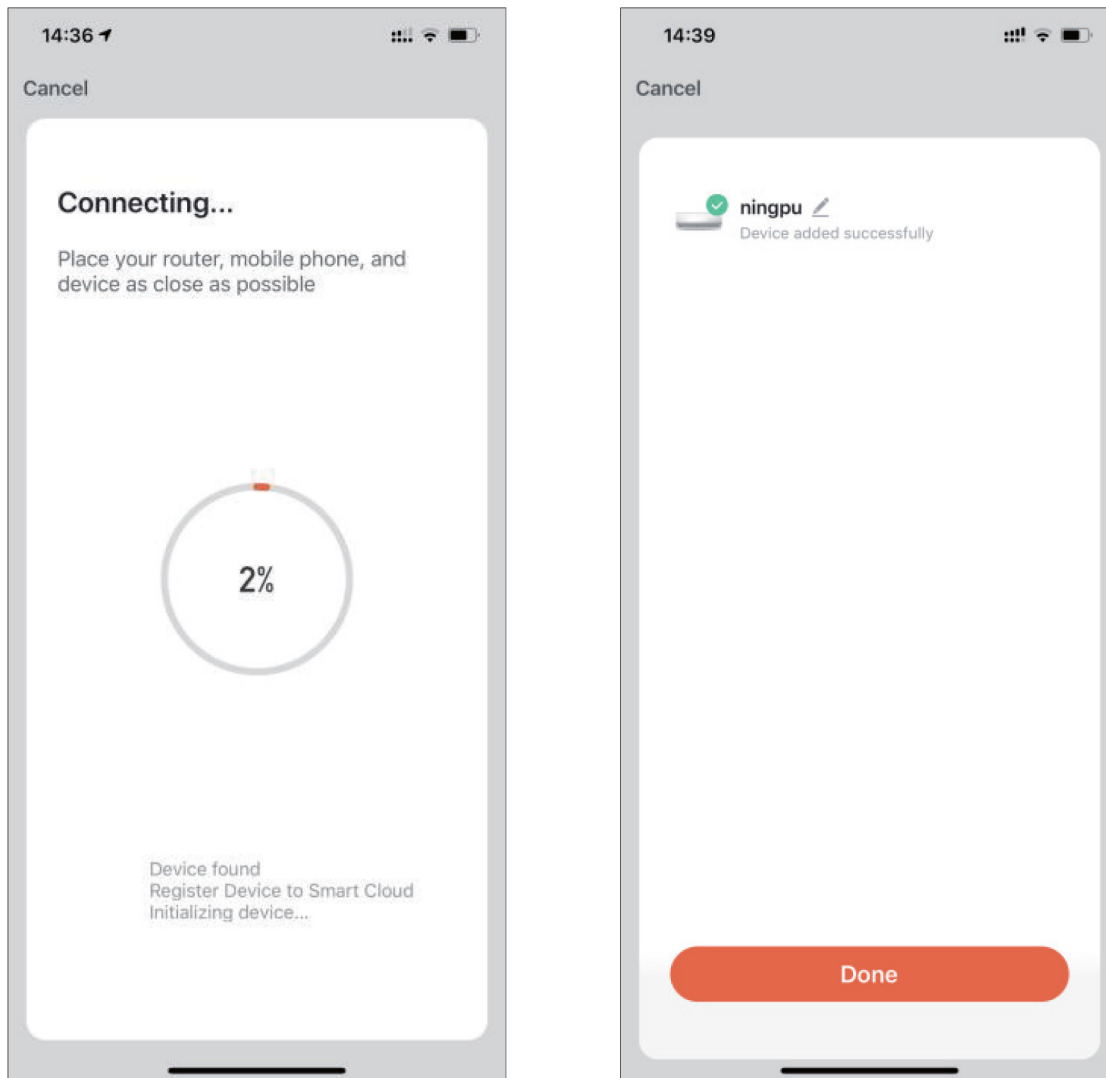 14:36
Cancel
Connecting...
Place your router, mobile phone, and
device as close as possible
2%
Device found
Register Device to Smart Cloud
Initializing device...
14:39
Cancel
ningpu
Device added successfully
Done